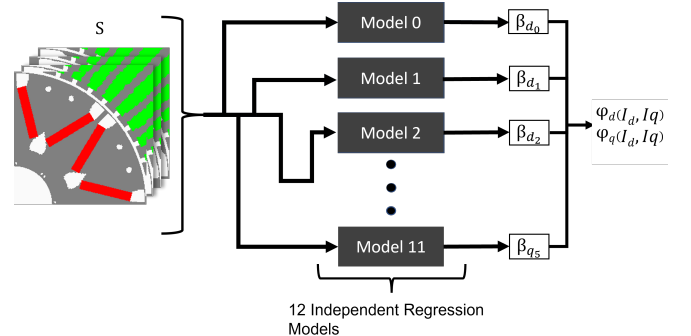 S
Model 0
β_{d_0}
Model 1
β_{d_1}
Model 2
β_{d_2}
φ_d(I_d, Iq)
φ_q(I_d, Iq)
Model 11
β_{q_5}
12 Independent Regression
Models